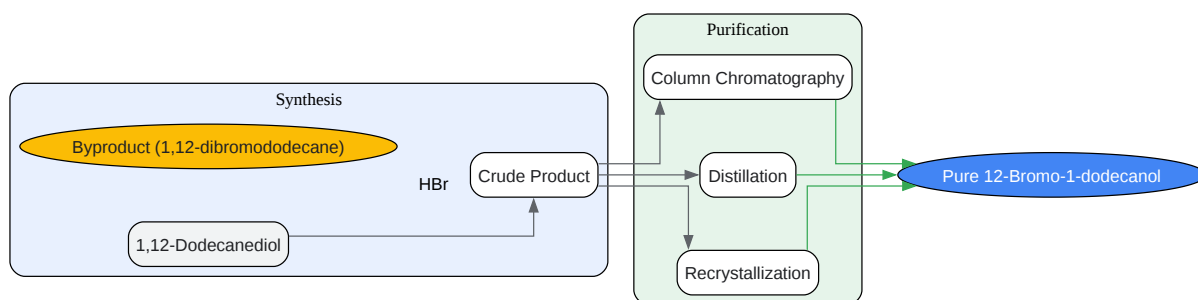 Synthesis
Byproduct (1,12-dibromododecane)
HBr
Crude Product
1,12-Dodecanediol
Purification
Column Chromatography
Distillation
Recrystallization
Pure 12-Bromo-1-dodecanol